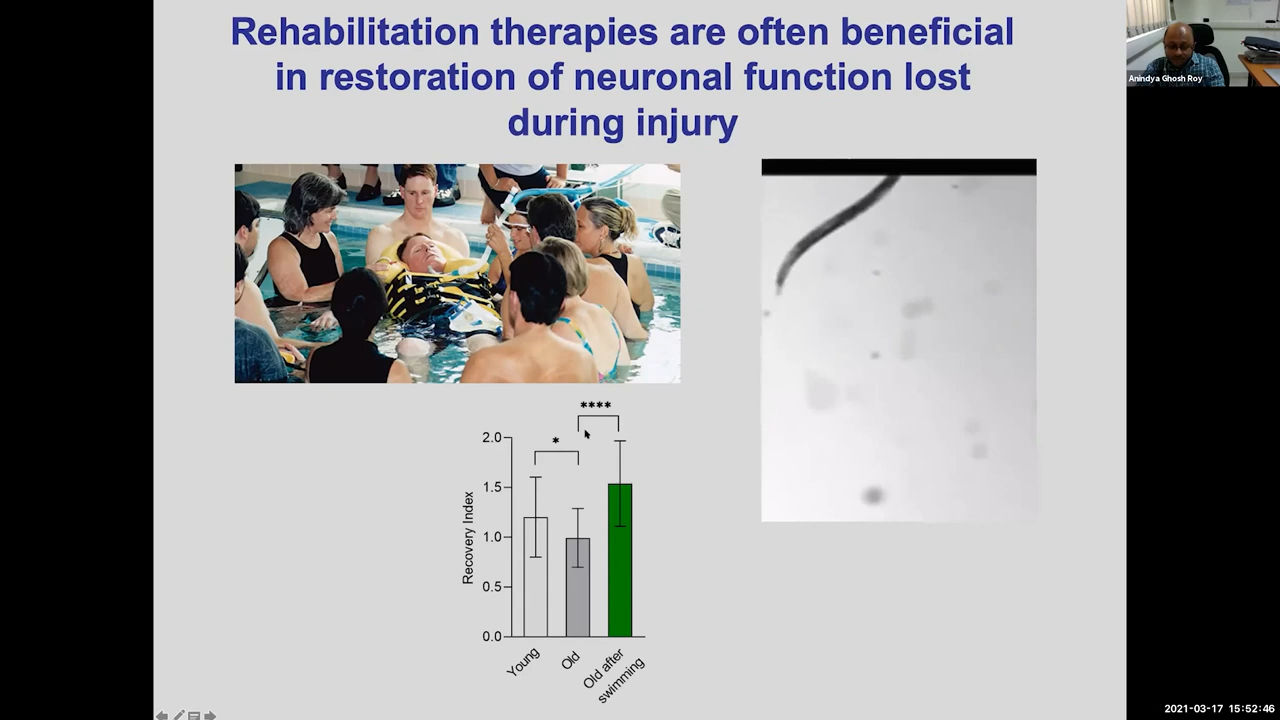 Rehabilitation therapies are often beneficial
in restoration of neuronal function lost
during injury
Anindya Ghosh Roy
****
*
2.0
1.5
1.0
0.5
0.0
Recovery Index
Young
Old
Old after
swimming
2021-03-17 15:52:46